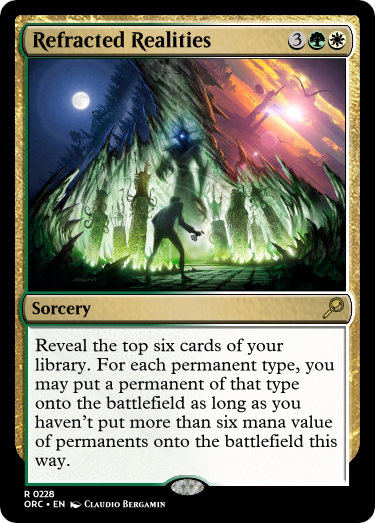 Refracted Realities 3
Sorcery
Reveal the top six cards of your
library. For each permanent type, you
may put a permanent of that type
onto the battlefield as long as you
haven't put more than six mana value
of permanents onto the battlefield this
way.
R 0228
ORC • EN Claudio Bergamin